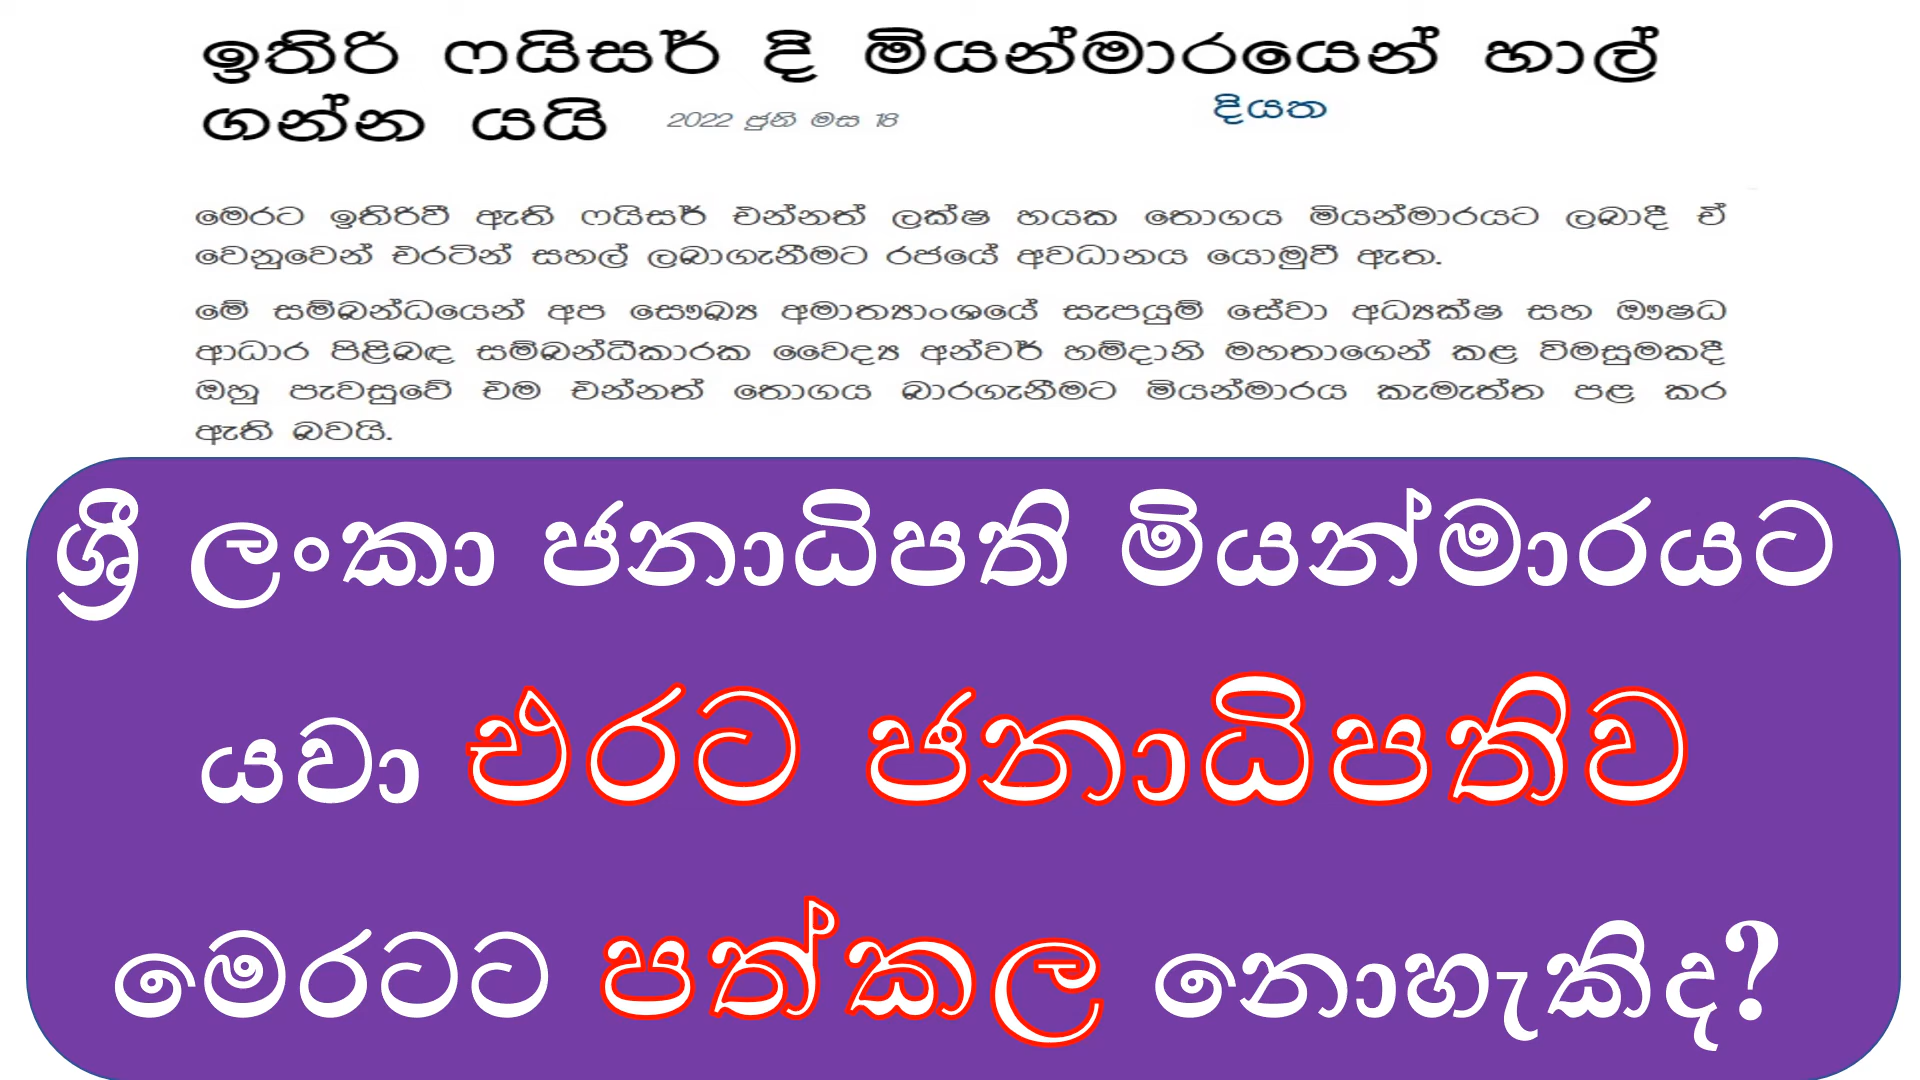 ඉතිරි ෆයිසර් දි මියන්මාරයෙන් හාල්
ගන්න යයි 2022 ජුනි මස 18 දියත
මෙරට ඉතිරිවී ඇති ෆයිසර් එන්නත් ලක්ෂ හයක තොගය මියන්මාරයට ලබාදී ඒ
වෙනුවෙන් එරටින් සහල් ලබාගැනීමට රජයේ අවධානය යොමුවී ඇත.
මේ සම්බන්ධයෙන් අප සෞඛ්‍ය අමාත්‍යාංශයේ සැපයුම් සේවා අධ්‍යක්ෂ සහ ඖෂධ
ආධාර පිළිබඳ සම්බන්ධීකාරක වෛද්‍ය අන්වර් හම්දානි මහතාගෙන් කළ විමසුමකදී
ඔහු පැවසුවේ එම එන්නත් තොගය බාරගැනීමට මියන්මාරය කැමැත්ත පළ කර
ඇති බවයි.
ශ්‍රී ලංකා ජනාධිපති මියන්මාරයට
යවා එරට ජනාධිපතිව
මෙරටට පත්කල නොහැකිද?